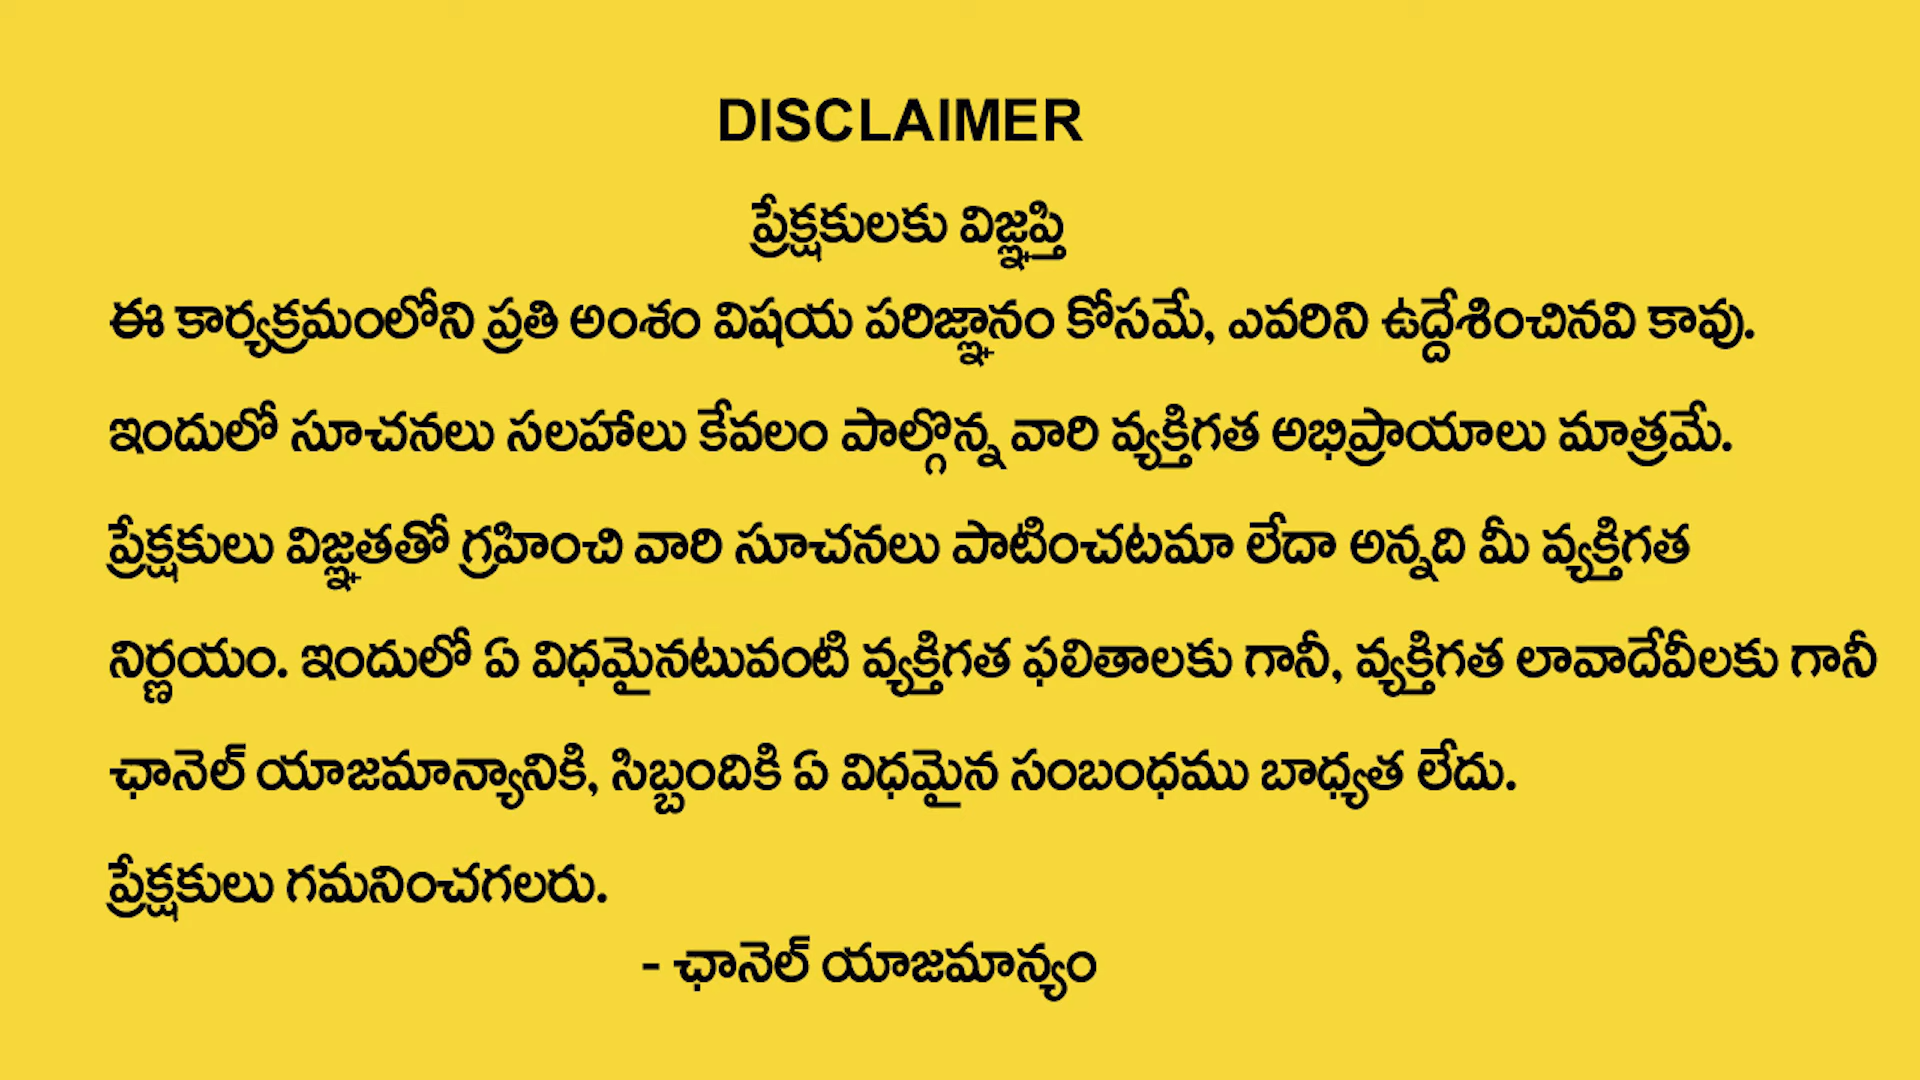 DISCLAIMER
ప్రేక్షకులకు విజ్ఞప్తి
ఈ కార్యక్రమంలోని ప్రతి అంశం విషయ పరిజ్ఞానం కోసమే, ఎవరిని ఉద్దేశించినవి కావు.
ఇందులో సూచనలు సలహాలు కేవలం పాల్గొన్న వారి వ్యక్తిగత అభిప్రాయాలు మాత్రమే.
ప్రేక్షకులు విజ్ఞతతో గ్రహించి వారి సూచనలు పాటించటమా లేదా అన్నది మీ వ్యక్తిగత
నిర్ణయం. ఇందులో ఏ విధమైనటువంటి వ్యక్తిగత ఫలితాలకు గానీ, వ్యక్తిగత లావాదేవీలకు గానీ
ఛానెల్ యాజమాన్యానికి, సిబ్బందికి ఏ విధమైన సంబంధము బాధ్యత లేదు.
ప్రేక్షకులు గమనించగలరు.
- ఛానెల్ యాజమాన్యం